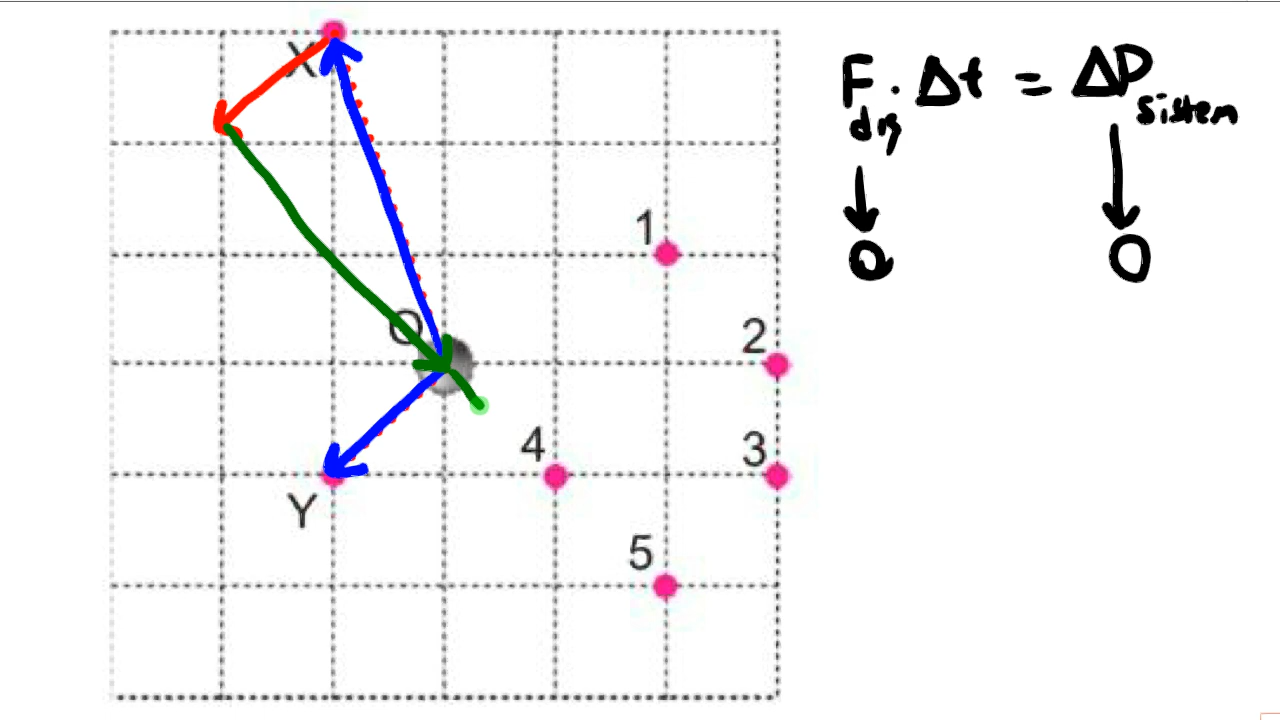 X
F dış . Δt = ΔP sistem
1
0 0
O
2
4
3
Y
5